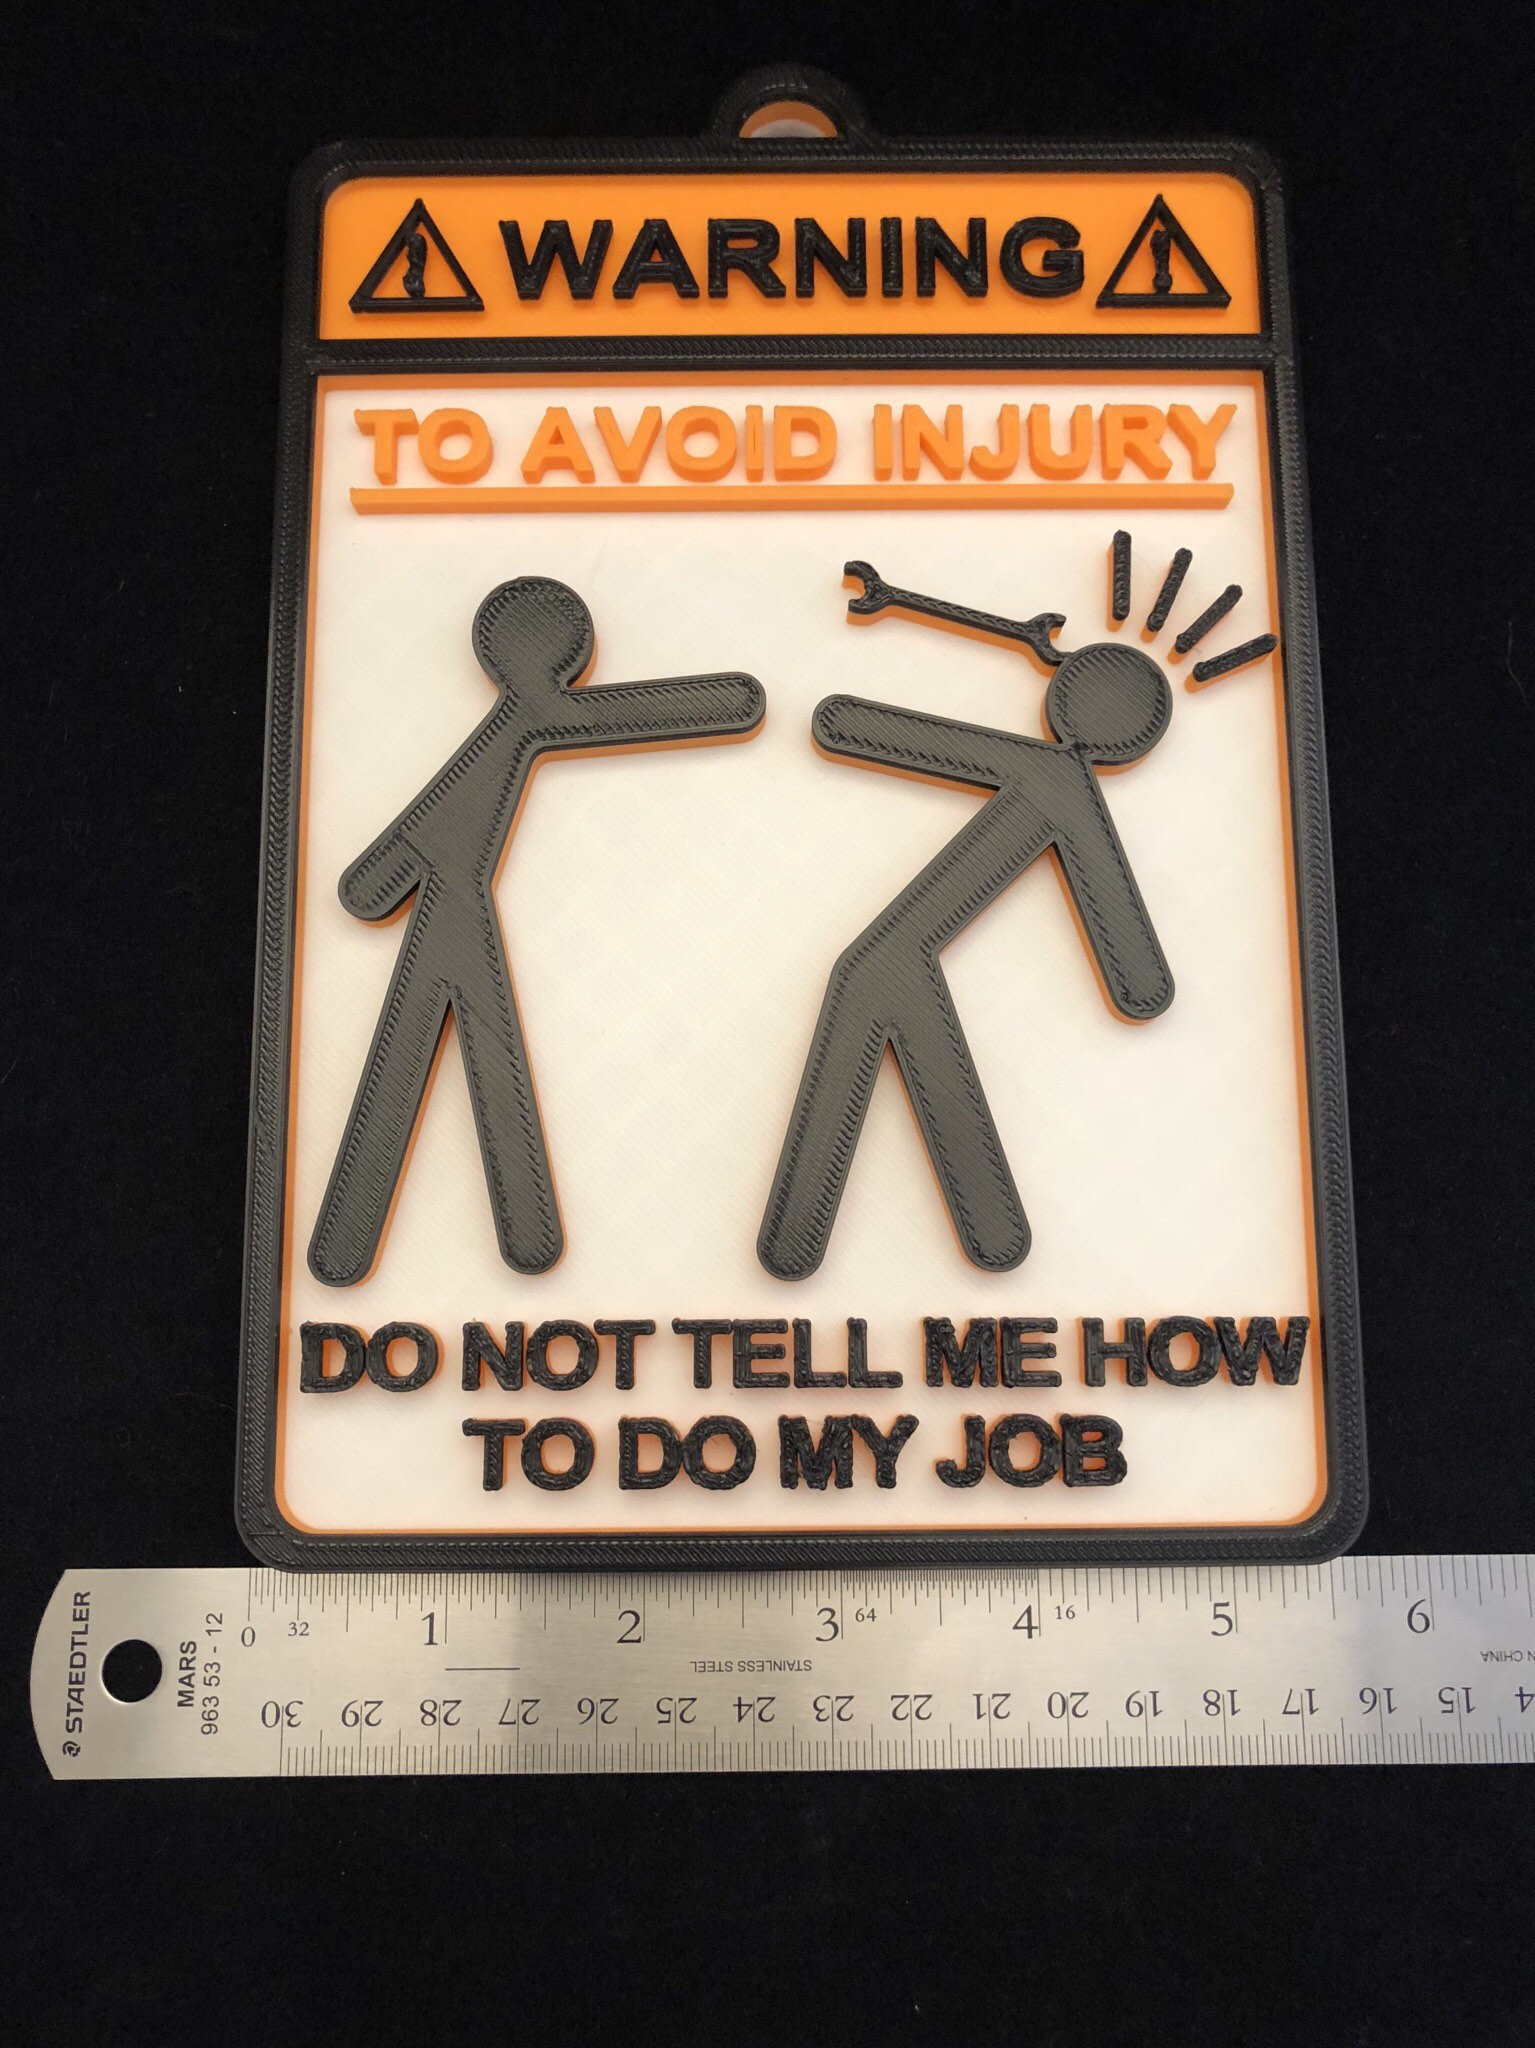 WARNING
TO AVOID INJURY
DO NOT TELL ME HOW
TO DO MY JOB
STAEDTLER
MARS
963 53 - 12
0 32 1 2 3 64 4 16 5 6
STAINLESS STEEL
IN CHINA
30 29 28 27 26 25 24 23 22 21 20 19 18 17 16 15